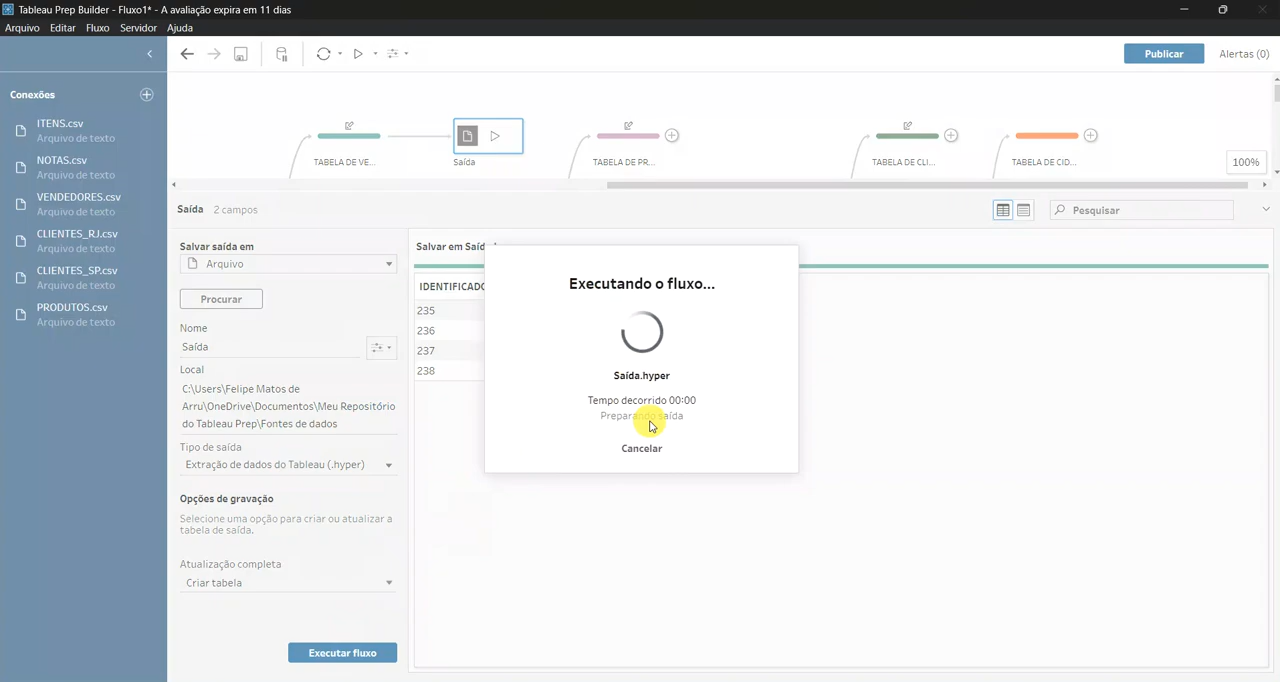 Tableau Prep Builder - Fluxo1* - A avaliação expira em 11 dias
Arquivo Editar Fluxo Servidor Ajuda
Publicar Alertas (0)
Conexões
ITENS.csv
Arquivo de texto
NOTAS.csv
Arquivo de texto
VENDEDORES.csv
Arquivo de texto
CLIENTES_RJ.csv
Arquivo de texto
CLIENTES_SP.csv
Arquivo de texto
PRODUTOS.csv
Arquivo de texto
TABELA DE VE... Saída TABELA DE PR... TABELA DE CLI... TABELA DE CID... 100%
Saída 2 campos Pesquisar
Salvar saída em
Arquivo
Procurar
Nome
Saída
Local
C:\Users\Felipe Matos de
Arru\OneDrive\Documentos\Meu Repositório
do Tableau Prep\Fontes de dados
Tipo de saída
Extração de dados do Tableau (.hyper)
Opções de gravação
Selecione uma opção para criar ou atualizar a
tabela de saída.
Atualização completa
Criar tabela
Executar fluxo
Salvar em Saíd
IDENTIFICADO
235
236
237
238
Executando o fluxo...
Saída.hyper
Tempo decorrido 00:00
Preparando saída
Cancelar